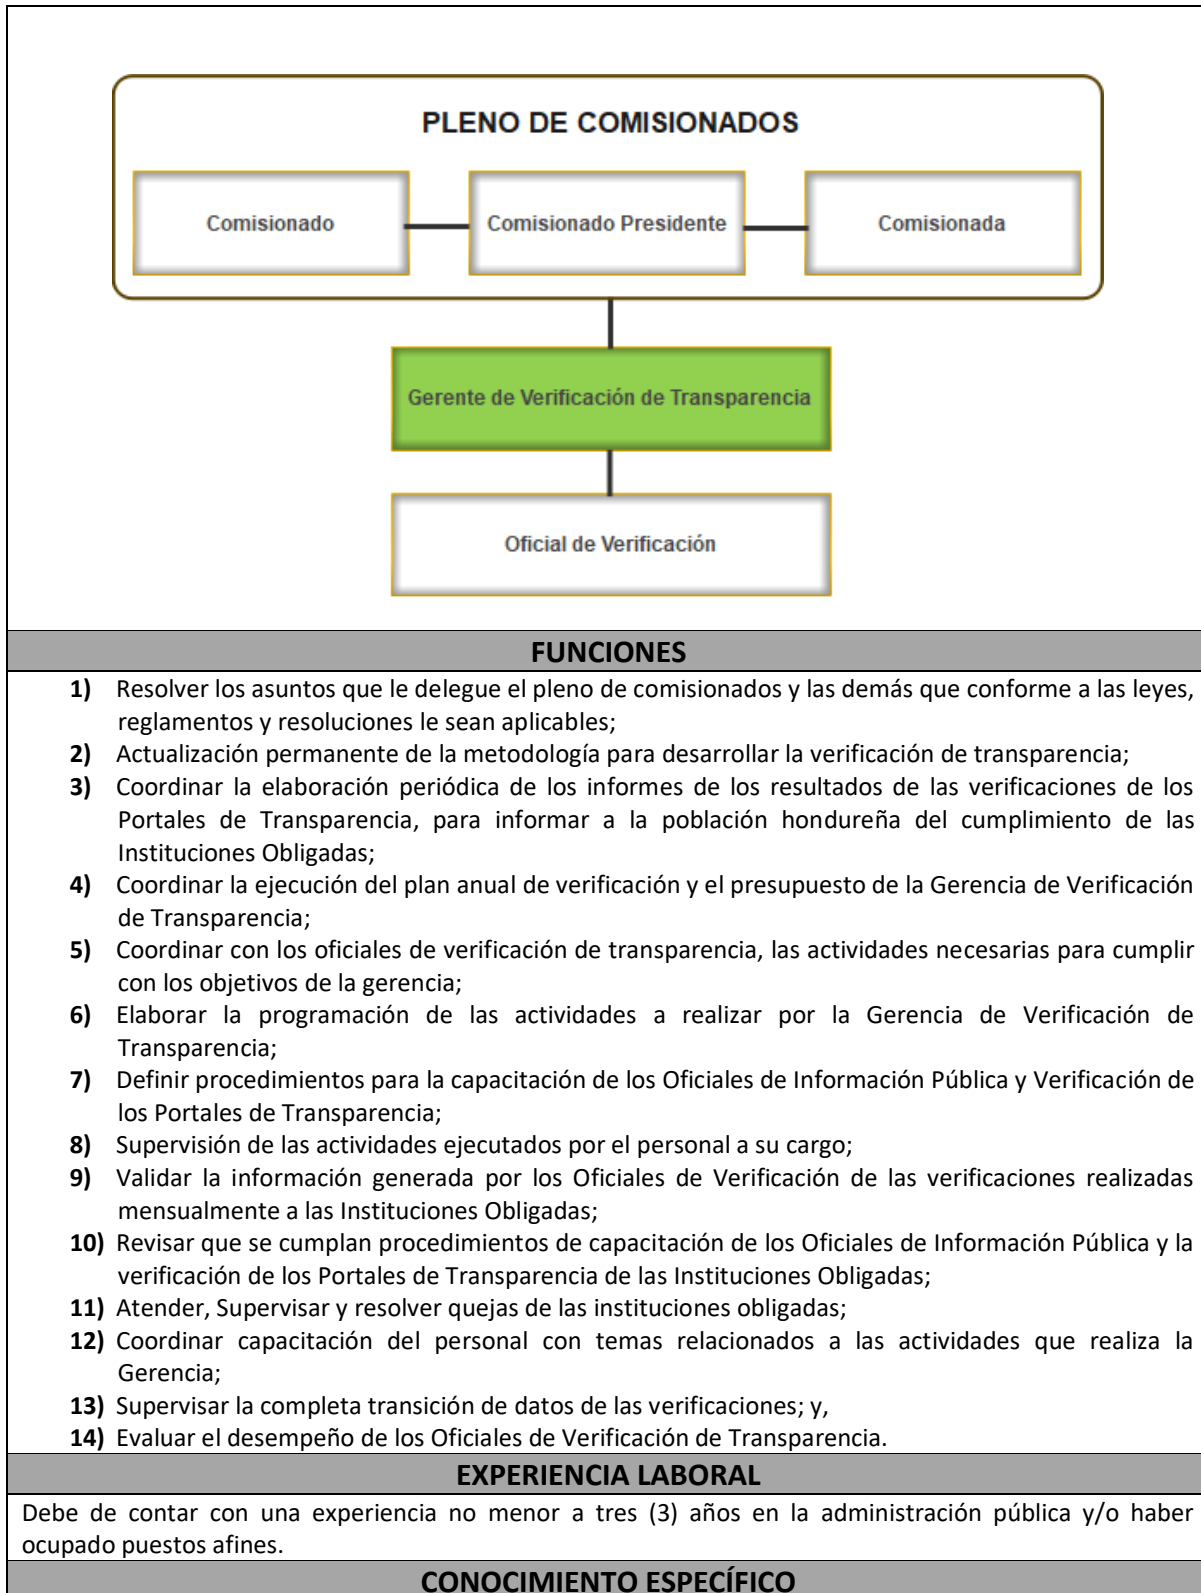 PLENO DE COMISIONADOS
Comisionado
Comisionado Presidente
Comisionada
Gerente de Verificación de Transparencia
Oficial de Verificación
FUNCIONES
1) Resolver los asuntos que le delegue el pleno de comisionados y las demás que conforme a las leyes,
reglamentos y resoluciones le sean aplicables;
2) Actualización permanente de la metodología para desarrollar la verificación de transparencia;
3) Coordinar la elaboración periódica de los informes de los resultados de las verificaciones de los
Portales de Transparencia, para informar a la población hondureña del cumplimiento de las
Instituciones Obligadas;
4) Coordinar la ejecución del plan anual de verificación y el presupuesto de la Gerencia de Verificación
de Transparencia;
5) Coordinar con los oficiales de verificación de transparencia, las actividades necesarias para cumplir
con los objetivos de la gerencia;
6) Elaborar la programación de las actividades a realizar por la Gerencia de Verificación de
Transparencia;
7) Definir procedimientos para la capacitación de los Oficiales de Información Pública y Verificación de
los Portales de Transparencia;
8) Supervisión de las actividades ejecutados por el personal a su cargo;
9) Validar la información generada por los Oficiales de Verificación de las verificaciones realizadas
mensualmente a las Instituciones Obligadas;
10) Revisar que se cumplan procedimientos de capacitación de los Oficiales de Información Pública y la
verificación de los Portales de Transparencia de las Instituciones Obligadas;
11) Atender, Supervisar y resolver quejas de las instituciones obligadas;
12) Coordinar capacitación del personal con temas relacionados a las actividades que realiza la
Gerencia;
13) Supervisar la completa transición de datos de las verificaciones; y,
14) Evaluar el desempeño de los Oficiales de Verificación de Transparencia.
EXPERIENCIA LABORAL
Debe de contar con una experiencia no menor a tres (3) años en la administración pública y/o haber
ocupado puestos afines.
CONOCIMIENTO ESPECÍFICO